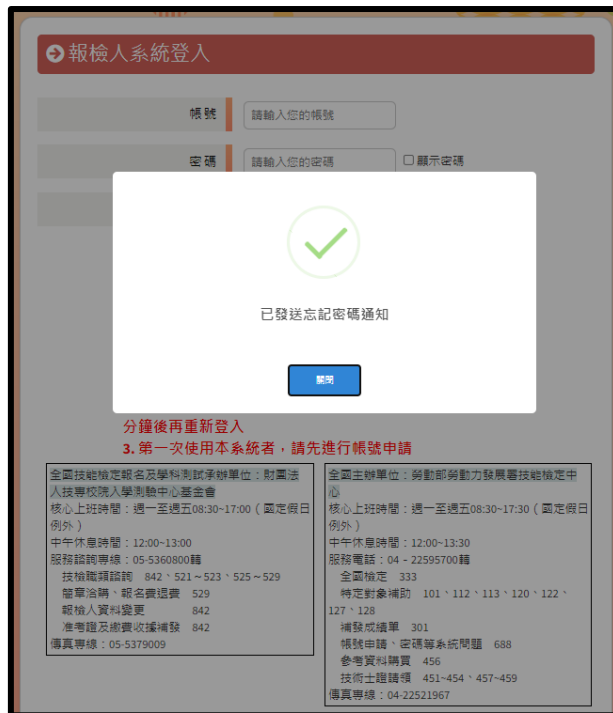 報檢人系統登入
帳號 請輸入您的帳號
密碼 請輸入您的密碼 顯示密碼
已發送忘記密碼通知
關閉
分鐘後再重新登入
3. 第一次使用本系統者，請先進行帳號申請
全國技能檢定報名及學科測試承辦單位：財團法
人技專校院入學測驗中心基金會
核心上班時間：週一至週五08:30~17:00（國定假日
例外）
中午休息時間：12:00~13:00
服務諮詢專線：05-5360800轉
技檢職類諮詢 842、521～523、525～529
簡章洽購、報名費退費 529
報檢人資料變更 842
准考證及繳費收據補發 842
傳真專線：05-5379009
全國主辦單位：勞動部勞動力發展署技能檢定中
心
核心上班時間：週一至週五08:30~17:30（國定假
日例外）
中午休息時間：12:00~13:30
服務電話：04－22595700轉
全國檢定 333
特定對象補助 101、112、113、120、122、
127、128
補發成績單 301
帳號申請、密碼等系統問題 688
參考資料購買 456
技術士證請領 451~454、457~459
傳真專線：04-22521967